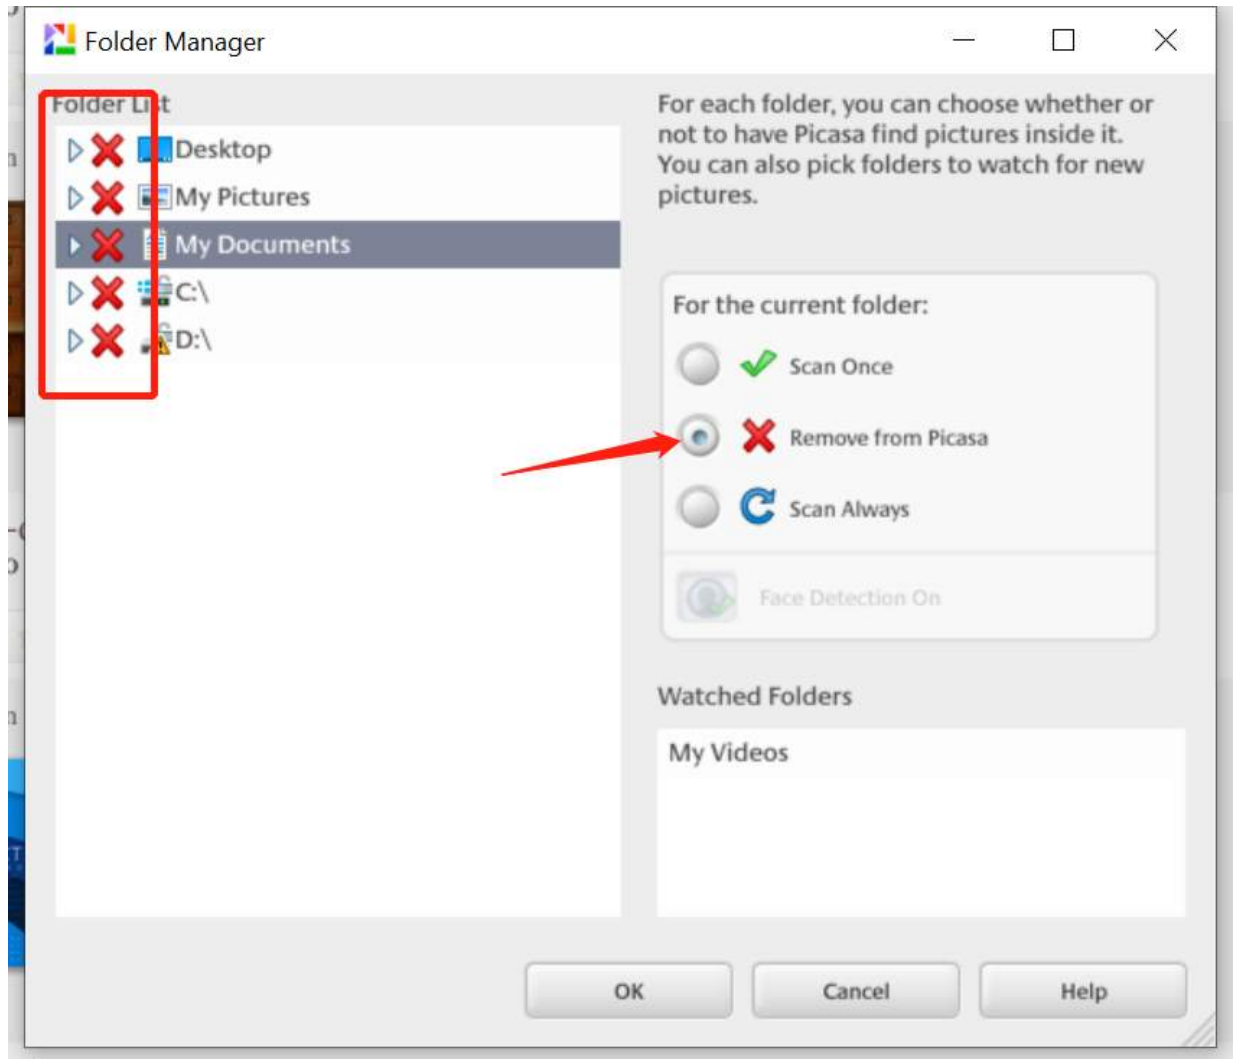 Folder Manager
Folder List
Desktop
My Pictures
My Documents
C:\
D:\
For each folder, you can choose whether or
not to have Picasa find pictures inside it.
You can also pick folders to watch for new
pictures.
For the current folder:
Scan Once
Remove from Picasa
Scan Always
Face Detection On
Watched Folders
My Videos
OK
Cancel
Help